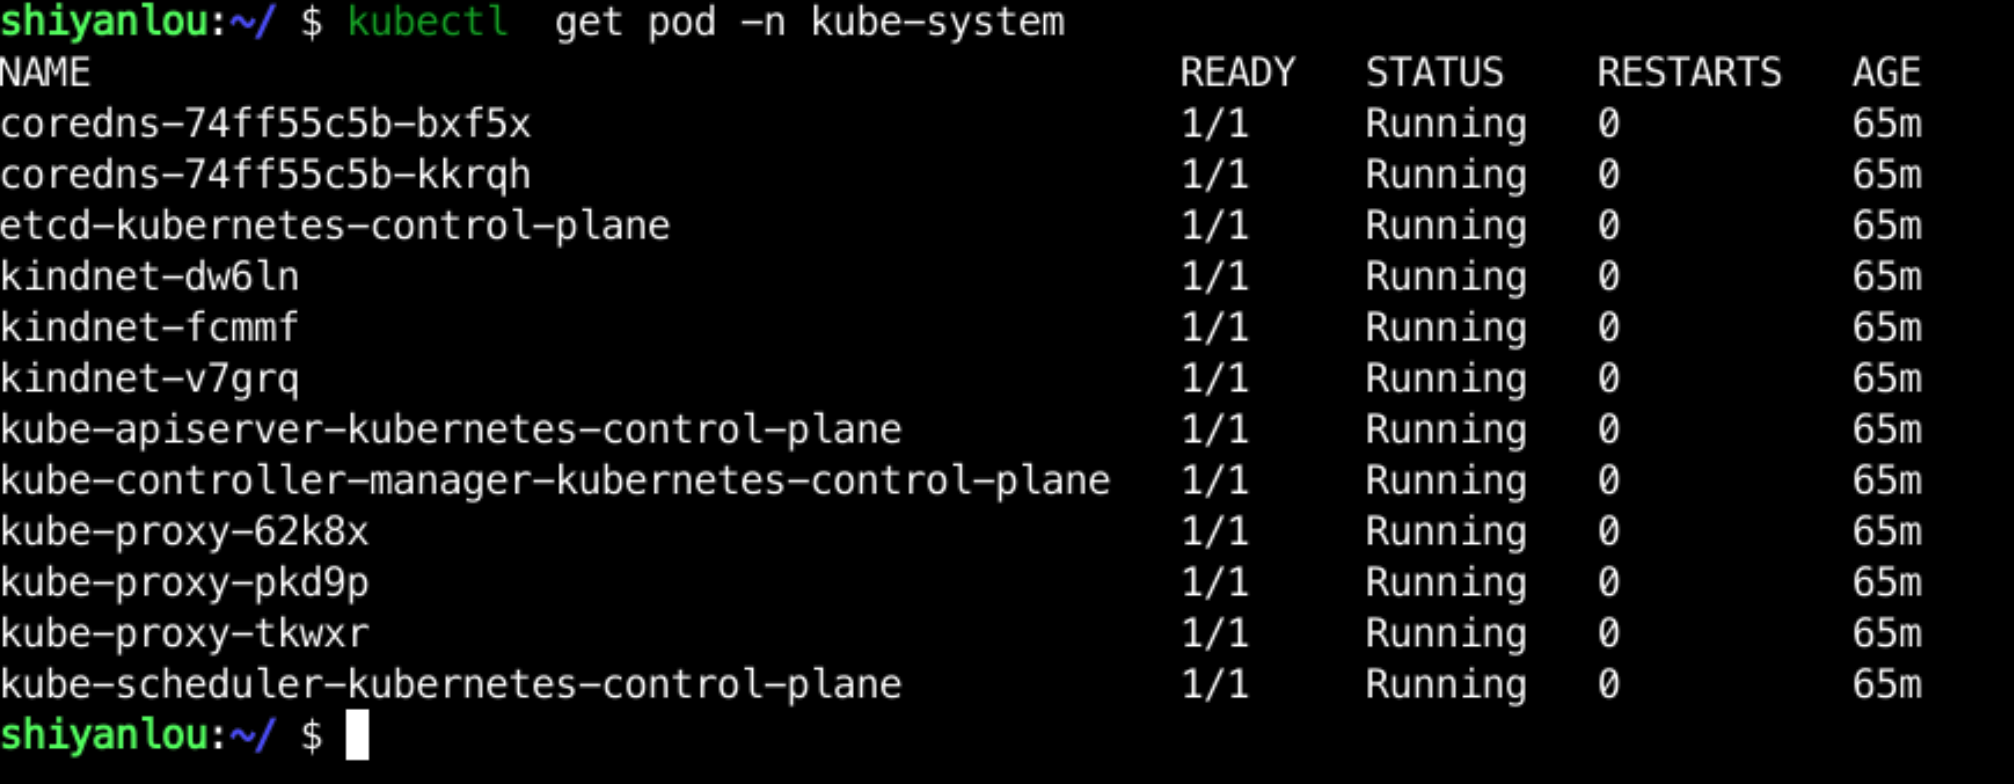 shiyanlou:~/ $ kubectl  get pod -n kube-system
NAME READY STATUS RESTARTS AGE
coredns-74ff55c5b-bxf5x 1/1 Running 0 65m
coredns-74ff55c5b-kkrqh 1/1 Running 0 65m
etcd-kubernetes-control-plane 1/1 Running 0 65m
kindnet-dw6ln 1/1 Running 0 65m
kindnet-fcmmf 1/1 Running 0 65m
kindnet-v7grq 1/1 Running 0 65m
kube-apiserver-kubernetes-control-plane 1/1 Running 0 65m
kube-controller-manager-kubernetes-control-plane 1/1 Running 0 65m
kube-proxy-62k8x 1/1 Running 0 65m
kube-proxy-pkd9p 1/1 Running 0 65m
kube-proxy-tkwxr 1/1 Running 0 65m
kube-scheduler-kubernetes-control-plane 1/1 Running 0 65m
shiyanlou:~/ $